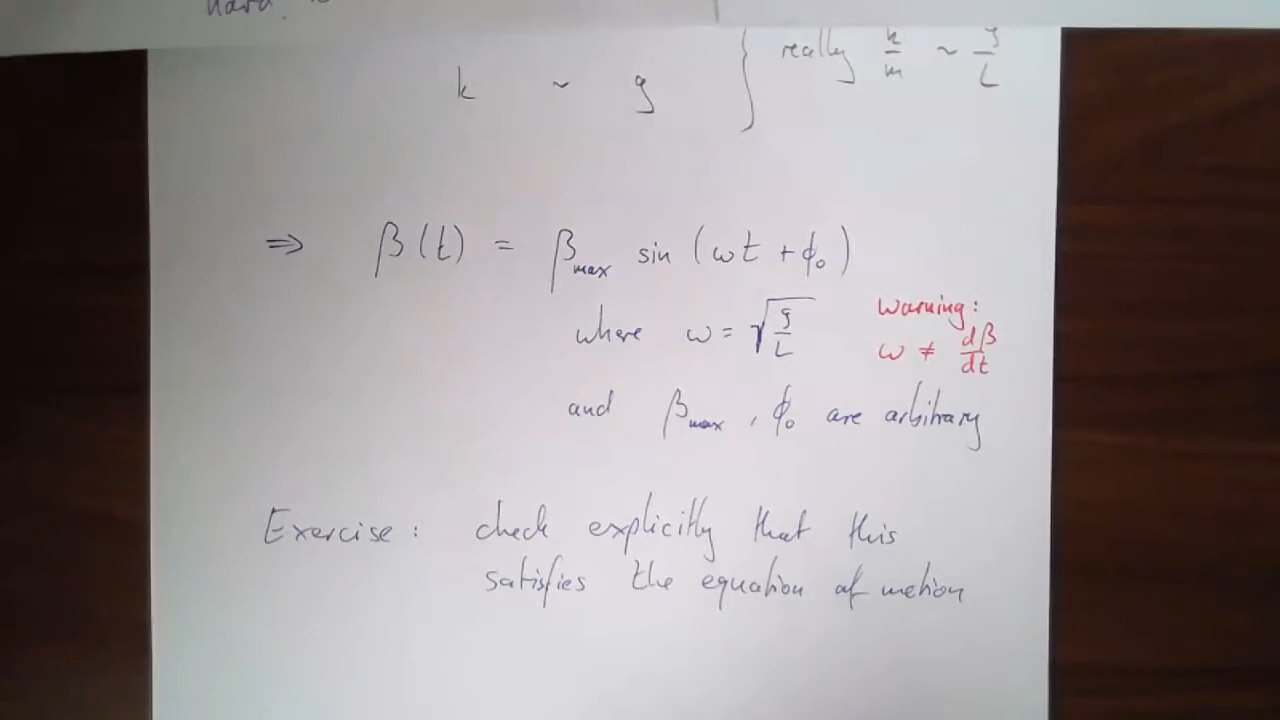 hard.
} really k/m ~ g/L
k ~ g
⇒ β(t) = β_max sin (ωt + ϕ₀)
where ω = √(g/L)
Warning:
ω ≠ dβ/dt
and β_max , ϕ₀ are arbitrary
Exercise : check explicitly that this
satisfies the equation of motion